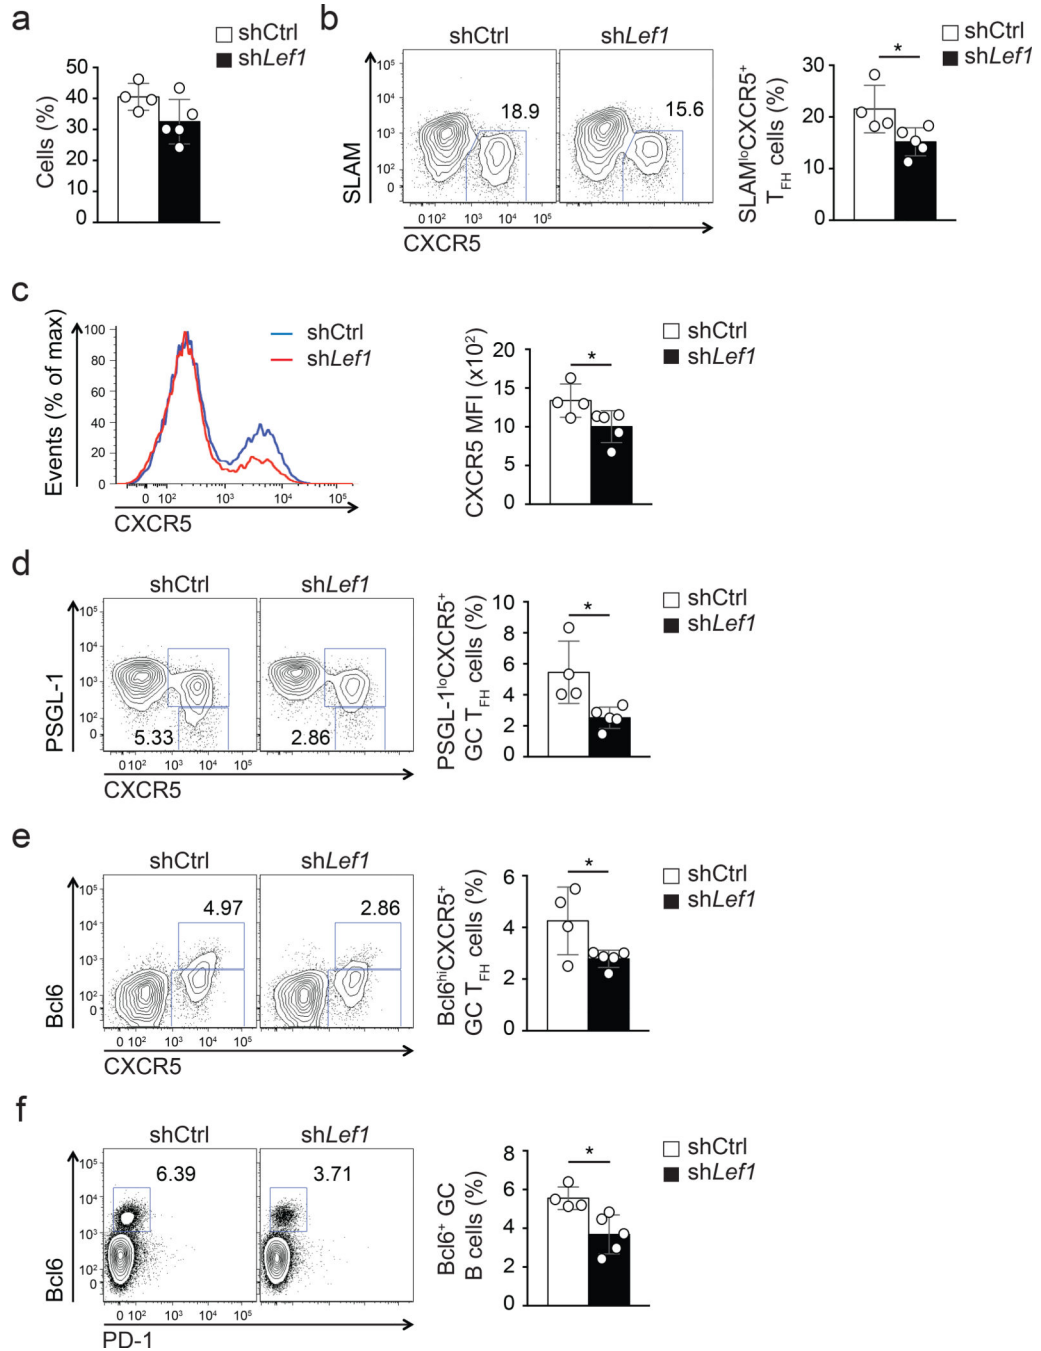 a
shCtrl
shLef1
Cells (%)
50
40
30
20
10
0
b
shCtrl
shLef1
SLAM
10⁵
10⁴
10³
10²
0
18.9
15.6
0 10² 10³ 10⁴ 10⁵
CXCR5
shCtrl
shLef1
SLAMˡᵒCXCR5⁺
T_FH cells (%)
30
20
10
0
*
c
Events (% of max)
100
80
60
40
20
0
0 10² 10³ 10⁴ 10⁵
CXCR5
shCtrl
shLef1
CXCR5 MFI (x10²)
20
15
10
5
0
*
shCtrl
shLef1
d
shCtrl
shLef1
PSGL-1
10⁵
10⁴
10³
10²
0
5.33
2.86
0 10² 10³ 10⁴ 10⁵
CXCR5
PSGL-1ˡᵒCXCR5⁺
GC T_FH cells (%)
10
8
6
4
2
0
*
shCtrl
shLef1
e
shCtrl
shLef1
Bcl6
10⁵
10⁴
10³
10²
0
4.97
2.86
0 10² 10³ 10⁴ 10⁵
CXCR5
Bcl6ʰⁱCXCR5⁺
GC T_FH cells (%)
6
4
2
0
*
shCtrl
shLef1
f
shCtrl
shLef1
Bcl6
10⁵
10⁴
10³
10²
0
6.39
3.71
0 10² 10³ 10⁴ 10⁵
PD-1
Bcl6⁺ GC
B cells (%)
8
6
4
2
0
*
shCtrl
shLef1